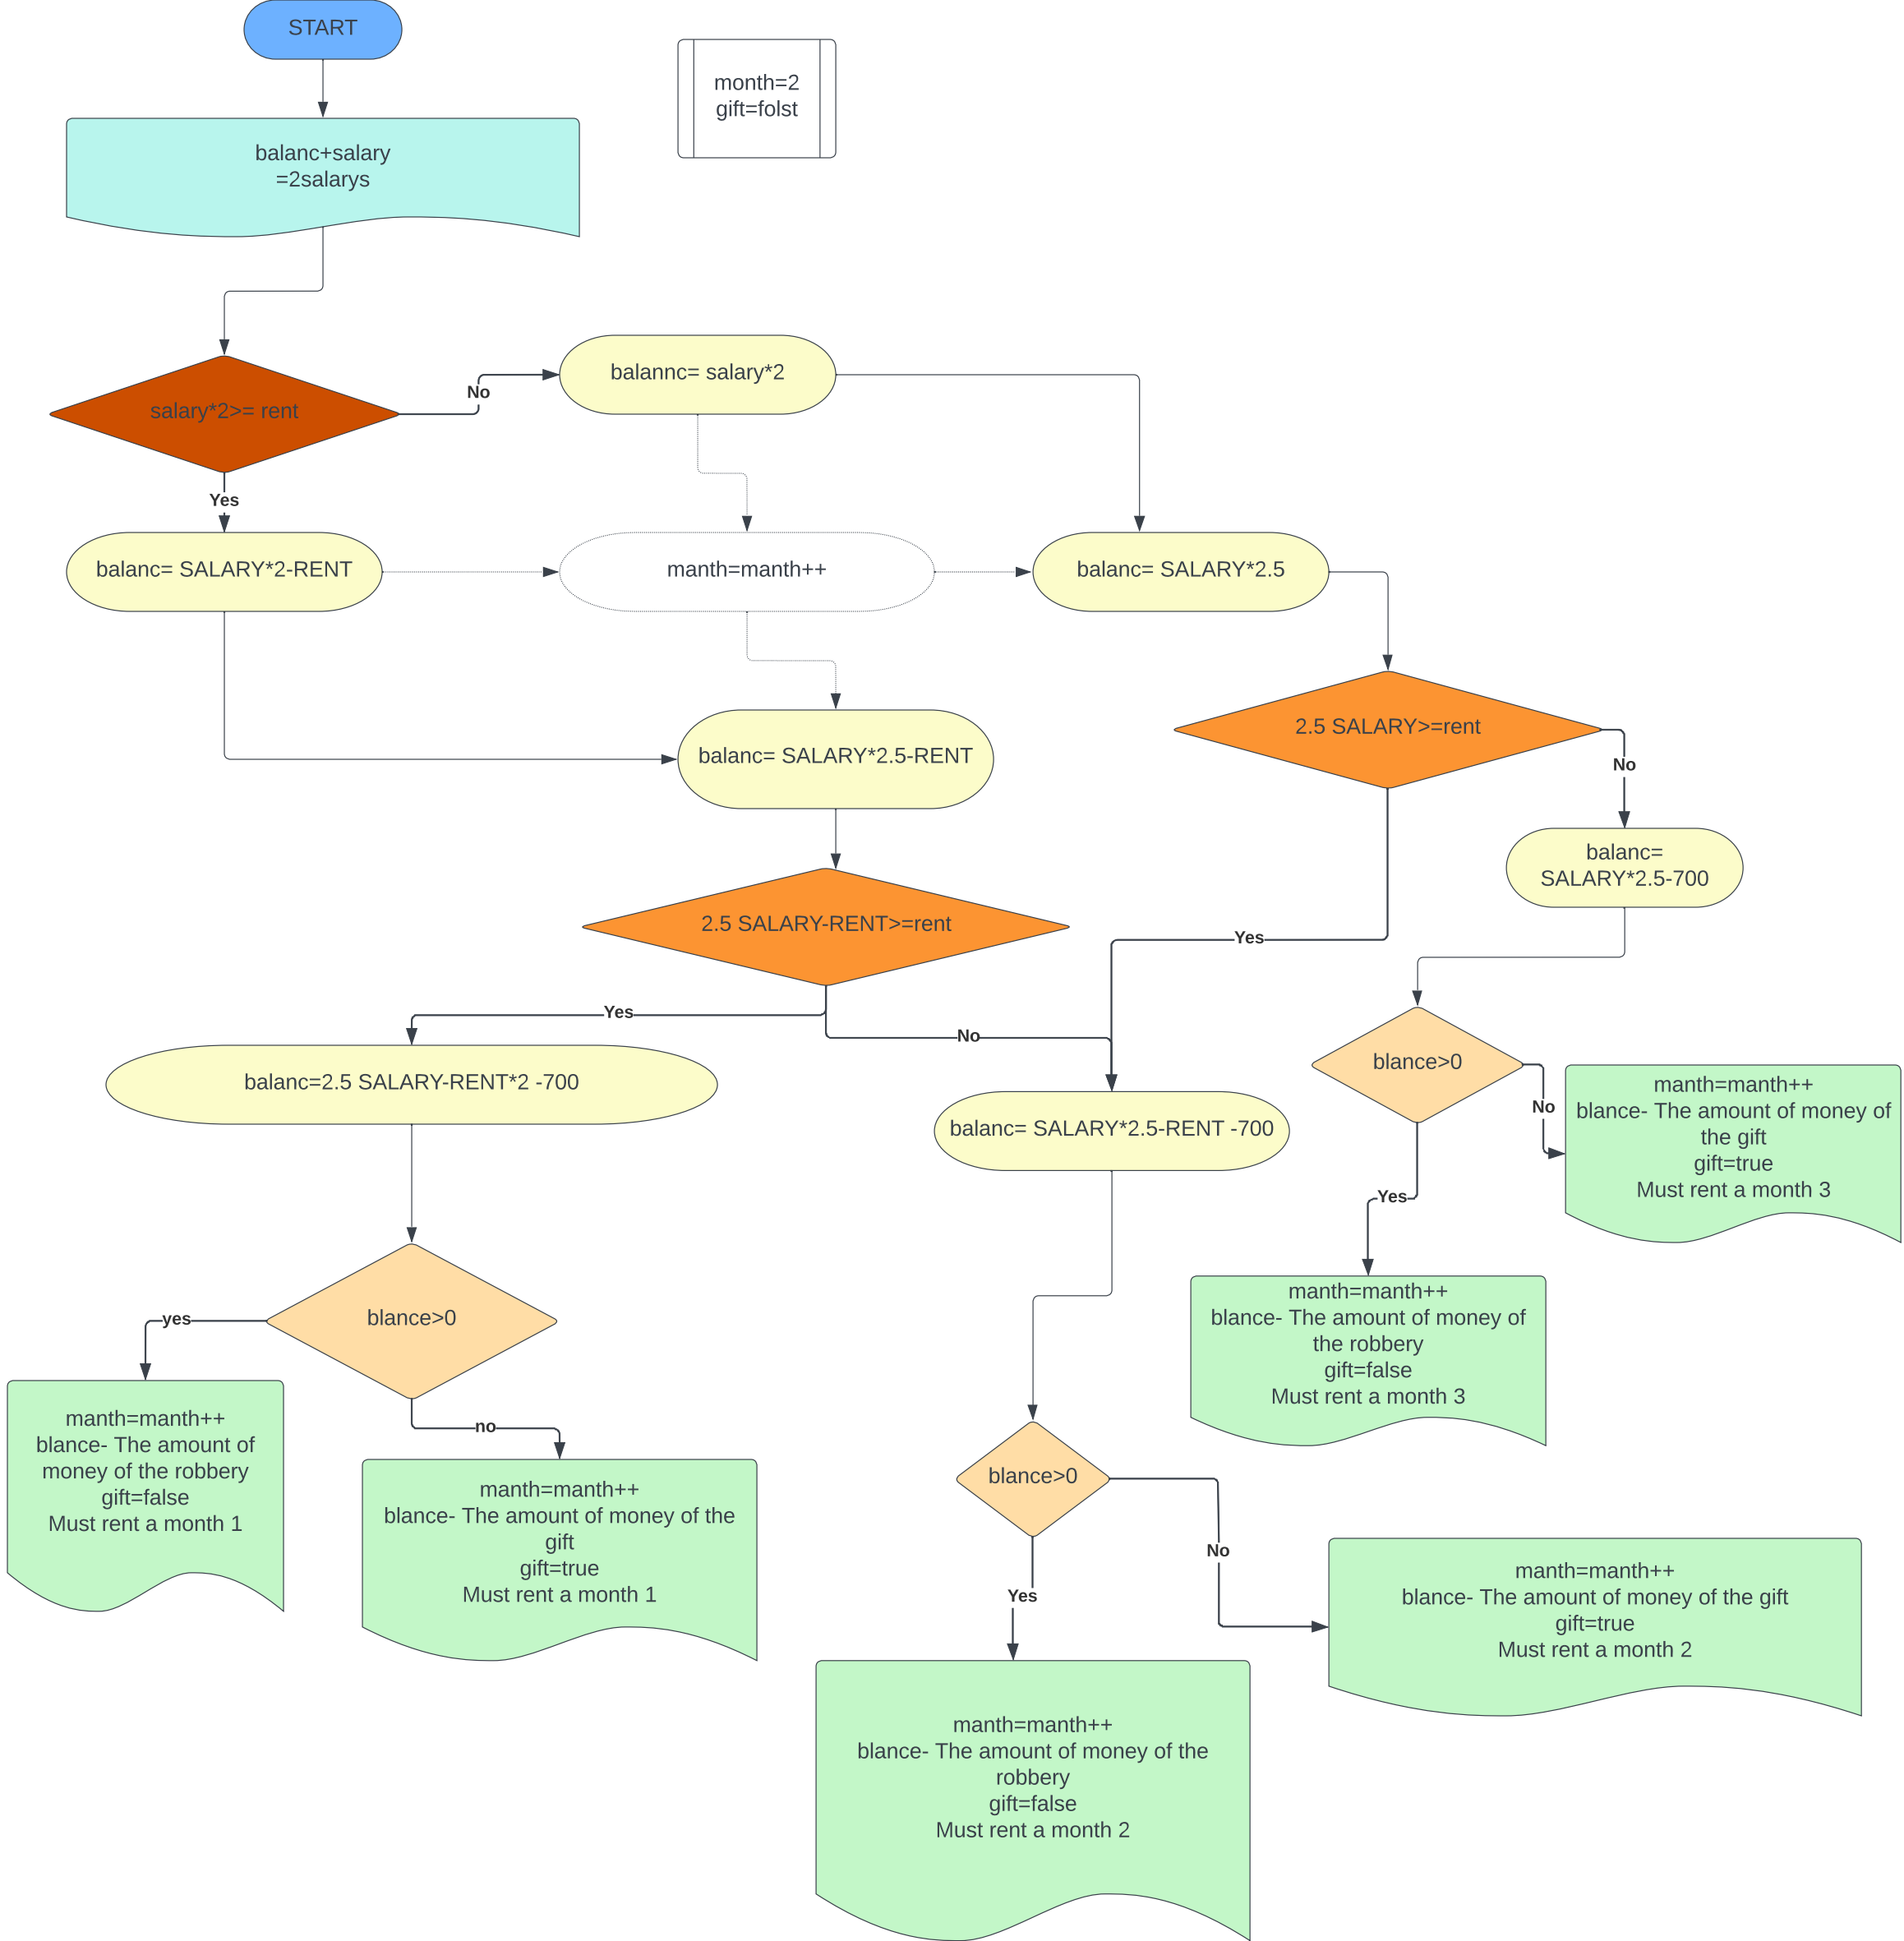 START
month=2
gift=folst
balanc+salary
=2salarys
salary*2>= rent
No
balannc= salary*2
Yes
balanc= SALARY*2-RENT
manth=manth++
balanc= SALARY*2.5
balanc= SALARY*2.5-RENT
2.5 SALARY>=rent
No
balanc=
SALARY*2.5-700
2.5 SALARY-RENT>=rent
Yes
Yes
No
balanc=2.5 SALARY-RENT*2 -700
balanc= SALARY*2.5-RENT -700
blance>0
No
manth=manth++
blance- The amount of money of
the gift
gift=true
Must rent a month 3
Yes
manth=manth++
blance- The amount of money of
the robbery
gift=false
Must rent a month 3
blance>0
yes
manth=manth++
blance- The amount of
money of the robbery
gift=false
Must rent a month 1
no
manth=manth++
blance- The amount of money of the
gift
gift=true
Must rent a month 1
blance>0
No
manth=manth++
blance- The amount of money of the gift
gift=true
Must rent a month 2
Yes
manth=manth++
blance- The amount of money of the
robbery
gift=false
Must rent a month 2